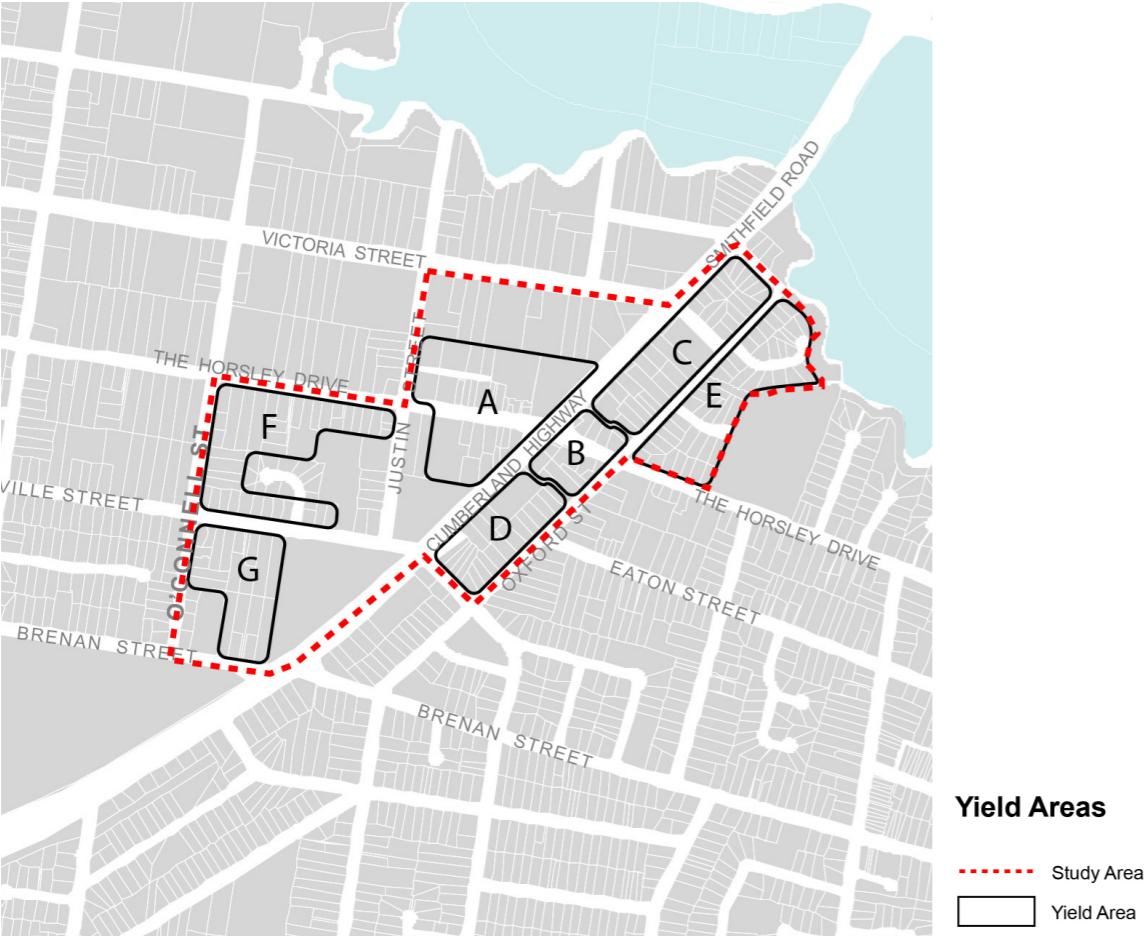 SMITHFIELD ROAD
VICTORIA STREET
THE HORSLEY DRIVE
JUSTIN STREET
CUMBERLAND HIGHWAY
C
E
A
F
B
D
G
O'CONNELL ST
VILLE STREET
OXFORD ST
THE HORSLEY DRIVE
EATON STREET
BRENAN STREET
BRENAN STREET
Yield Areas
Study Area
Yield Area